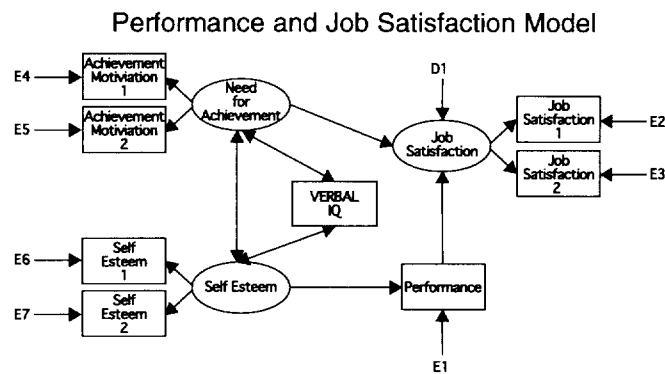 Performance and Job Satisfaction Model
E4
Achievement
Motiviation
1
E5
Achievement
Motiviation
2
Need
for
Achievement
D1
Job
Satisfaction
Job
Satisfaction
1
E2
Job
Satisfaction
2
E3
VERBAL
IQ
E6
Self
Esteem
1
E7
Self
Esteem
2
Self Esteem
Performance
E1